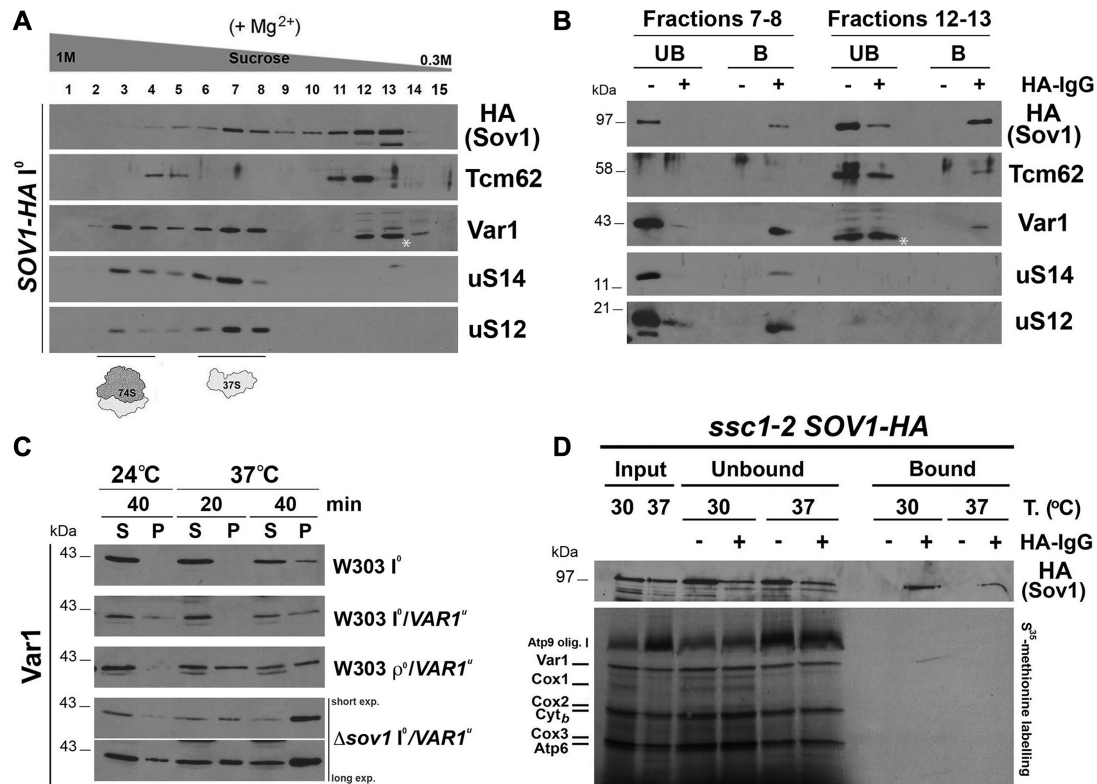 A
(+ Mg2+)
1M Sucrose 0.3M
1 2 3 4 5 6 7 8 9 10 11 12 13 14 15
SOV1-HA I0
HA
(Sov1)
Tcm62
Var1
*
uS14
uS12
74S 37S
B
Fractions 7-8 Fractions 12-13
UB B UB B
- + - + - + - + HA-IgG
kDa
97 HA
(Sov1)
58 Tcm62
43 Var1
*
uS14
11
21 uS12
C
24°C 37°C
40 20 40 min
S P S P S P
kDa
Var1
43 W303 I0
43 W303 I0/VAR1u
43 W303 ρ0/VAR1u
43 short exp.
Δsov1 I0/VAR1u
43
long exp.
D
ssc1-2 SOV1-HA
Input Unbound Bound
30 37 30 37 30 37 T. (ºC)
- + - + - + - + HA-IgG
kDa
97 HA
(Sov1)
Atp9 olig. I
Var1
Cox1
Cox2
Cytb
Cox3
Atp6
S35-methionine labelling